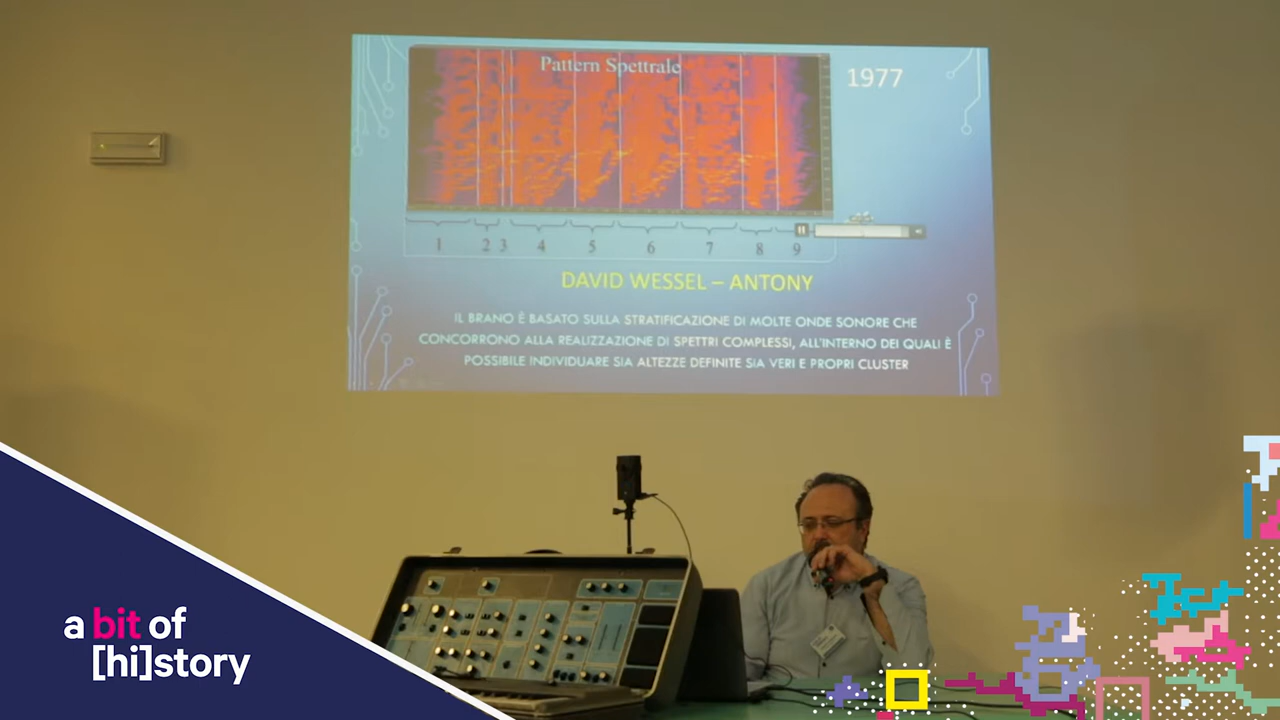 Pattern Spettrale
1977
1 2 3 4 5 6 7 8 9
DAVID WESSEL – ANTONY
IL BRANO È BASATO SULLA STRATIFICAZIONE DI MOLTE ONDE SONORE CHE
CONCORRONO ALLA REALIZZAZIONE DI SPETTRI COMPLESSI, ALL'INTERNO DEI QUALI È
POSSIBILE INDIVIDUARE SIA ALTEZZE DEFINITE SIA VERI E PROPRI CLUSTER
a bit of
[hi]story